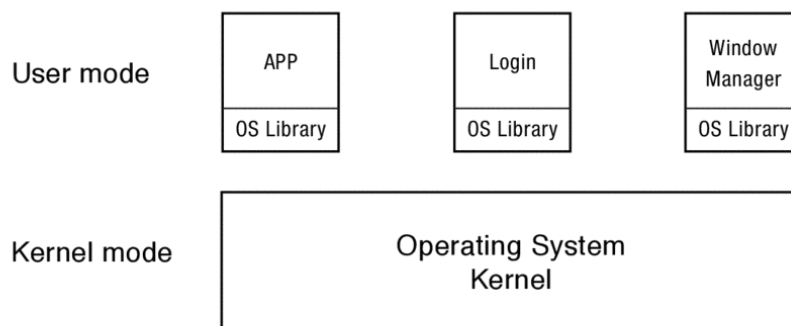 User mode
APP
OS Library
Login
OS Library
Window
Manager
OS Library
Kernel mode
Operating System
Kernel